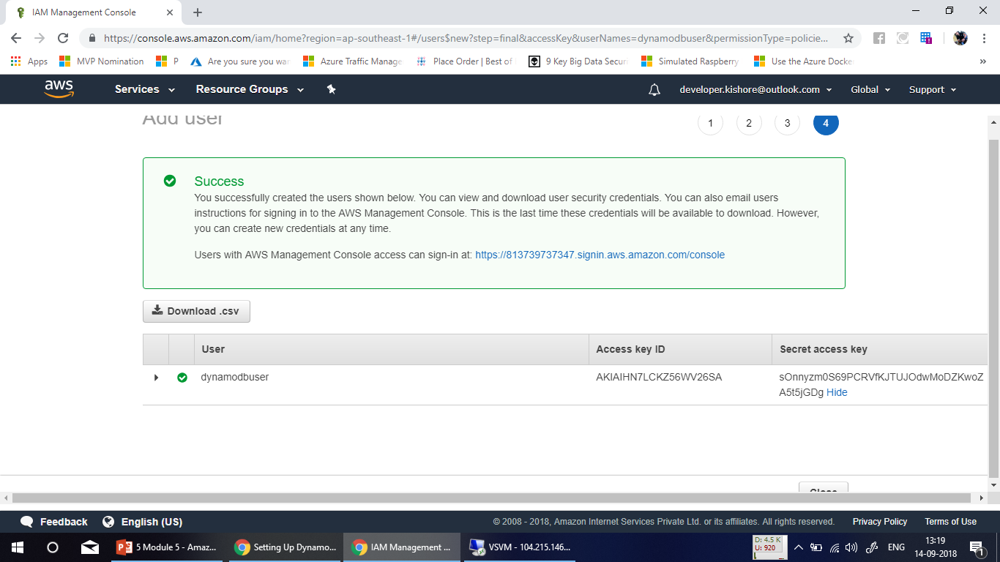 IAM Management Console
https://console.aws.amazon.com/iam/home?region=ap-southeast-1#/users$new?step=final&accessKey&userNames=dynamodbuser&permissionType=policie...
Apps
MVP Nomination
P
Are you sure you wan
Azure Traffic Manage
Place Order | Best of
9 Key Big Data Securi
Simulated Raspberry
Use the Azure Docke
aws
Services
Resource Groups
developer.kishore@outlook.com
Global
Support
Add user
1
2
3
4
Success
You successfully created the users shown below. You can view and download user security credentials. You can also email users
instructions for signing in to the AWS Management Console. This is the last time these credentials will be available to download. However,
you can create new credentials at any time.
Users with AWS Management Console access can sign-in at: https://813739737347.signin.aws.amazon.com/console
Download .csv
User
Access key ID
Secret access key
dynamodbuser
AKIAIHN7LCKZ56WV26SA
sOnnyzm0S69PCRVfKJTUJOdwMoDZKwoZ
A5t5jGDg Hide
Close
Feedback
English (US)
© 2008 - 2018, Amazon Internet Services Private Ltd. or its affiliates. All rights reserved.
Privacy Policy
Terms of Use
5 Module 5 - Amaz...
Setting Up Dynamo...
IAM Management ...
VSVM - 104.215.146...
D: 4.5 K
U: 920
ENG
13:19
14-09-2018
1